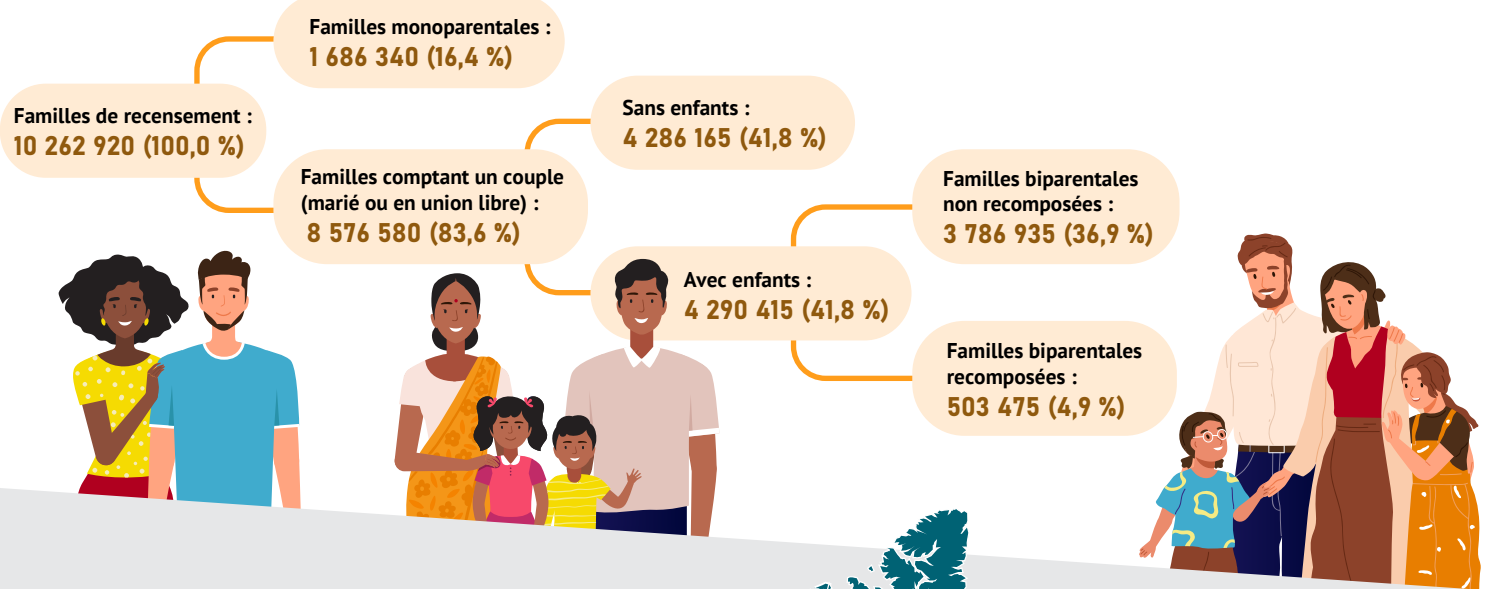 Familles monoparentales :
1 686 340 (16,4 %)
Familles de recensement :
10 262 920 (100,0 %)
Sans enfants :
4 286 165 (41,8 %)
Familles comptant un couple
(marié ou en union libre) :
8 576 580 (83,6 %)
Familles biparentales
non recomposées :
3 786 935 (36,9 %)
Avec enfants :
4 290 415 (41,8 %)
Familles biparentales
recomposées :
503 475 (4,9 %)